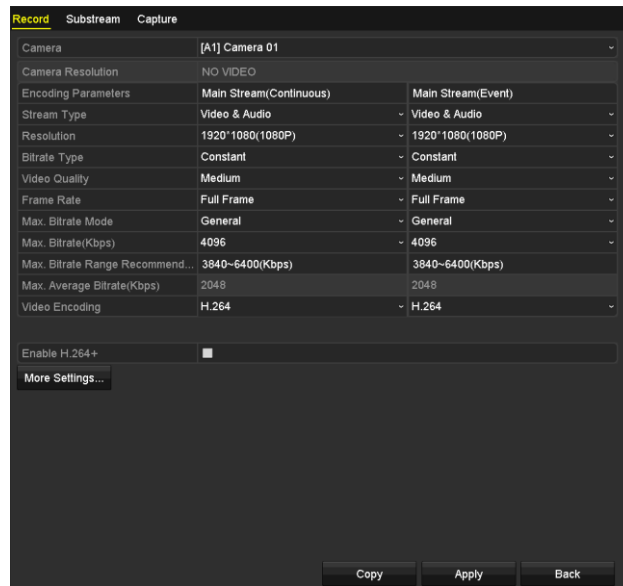 Record Substream Capture
Camera [A1] Camera 01
Camera Resolution NO VIDEO
Encoding Parameters Main Stream(Continuous) Main Stream(Event)
Stream Type Video & Audio Video & Audio
Resolution 1920*1080(1080P) 1920*1080(1080P)
Bitrate Type Constant Constant
Video Quality Medium Medium
Frame Rate Full Frame Full Frame
Max. Bitrate Mode General General
Max. Bitrate(Kbps) 4096 4096
Max. Bitrate Range Recommend... 3840~6400(Kbps) 3840~6400(Kbps)
Max. Average Bitrate(Kbps) 2048 2048
Video Encoding H.264 H.264
Enable H.264+
More Settings...
Copy Apply Back